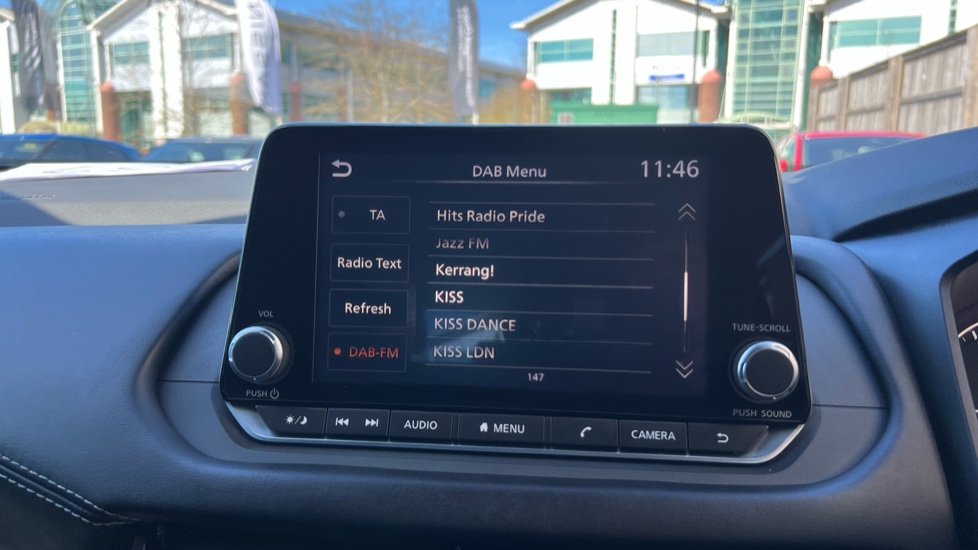 DAB Menu
11:46
TA
Radio Text
Refresh
DAB-FM
Hits Radio Pride
Jazz FM
Kerrang!
KISS
KISS DANCE
KISS LDN
147
VOL
PUSH
TUNE·SCROLL
PUSH SOUND
AUDIO
MENU
CAMERA